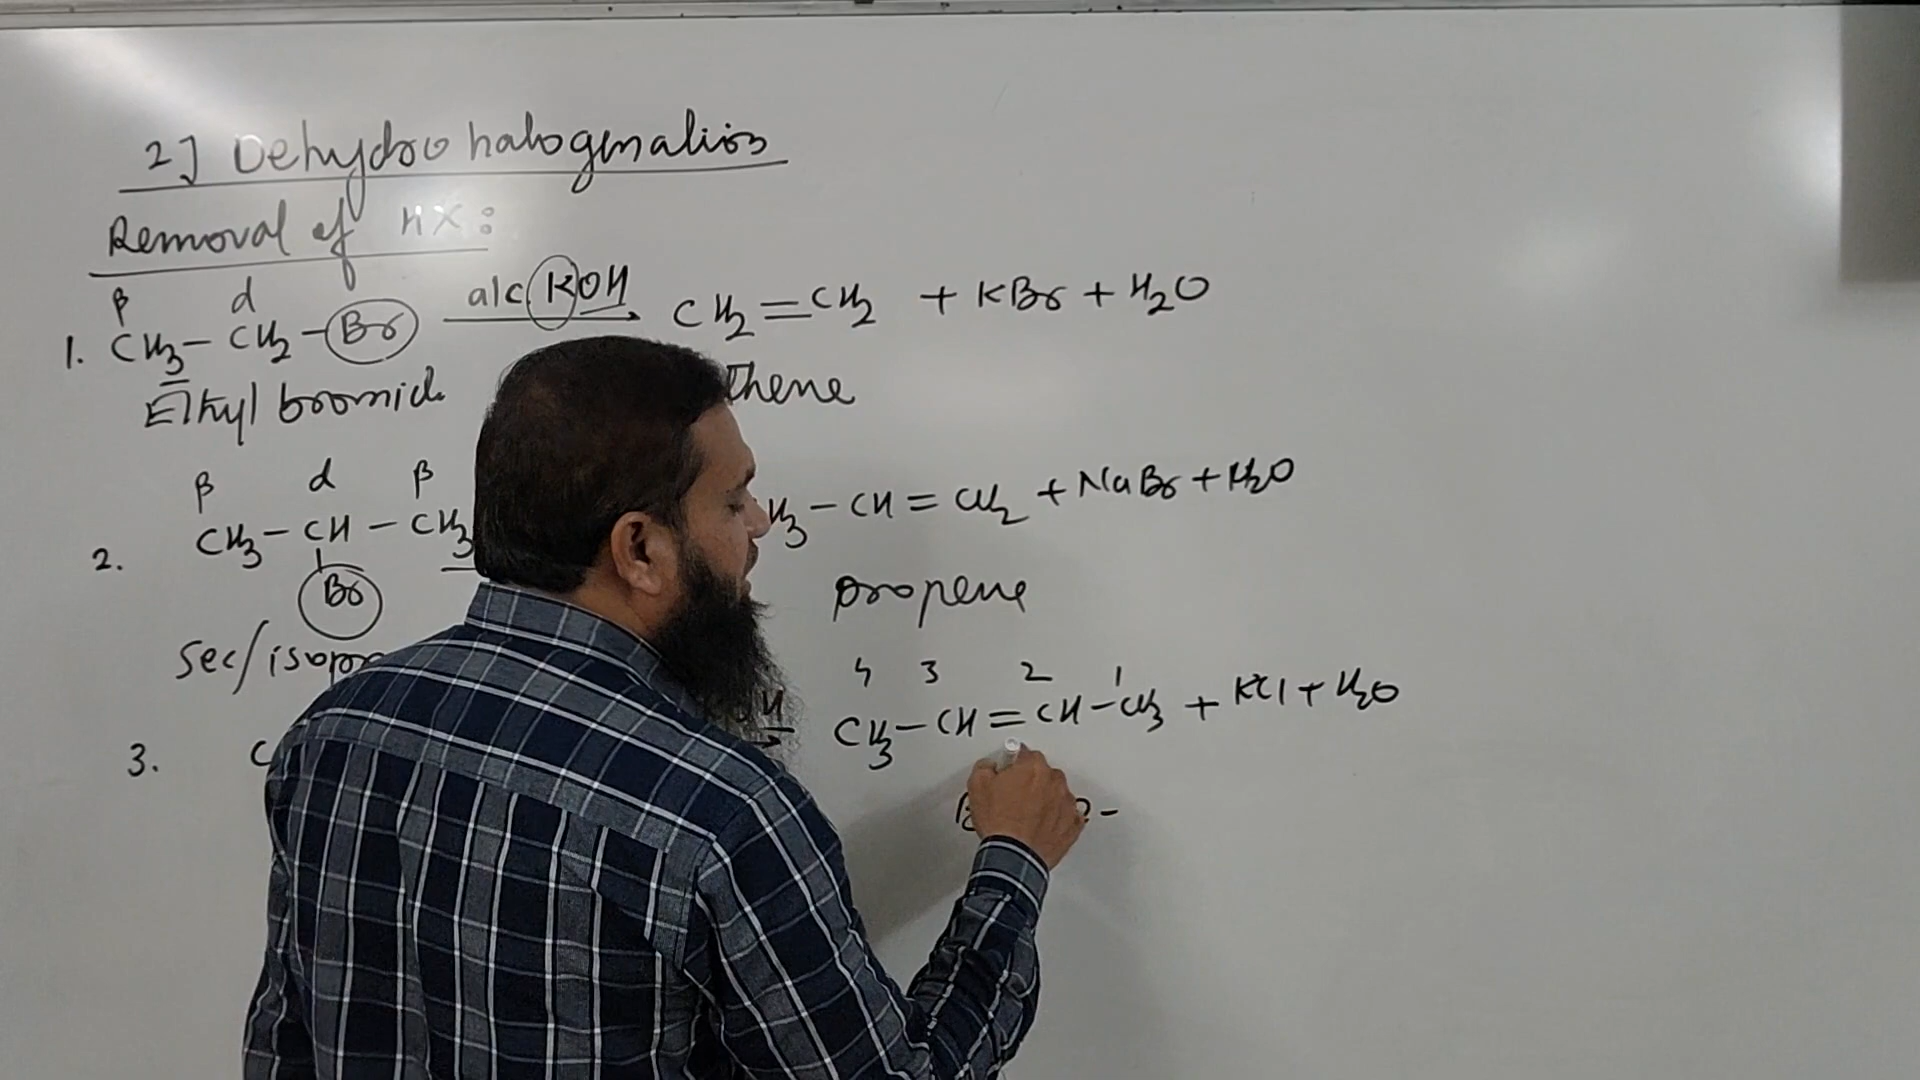 2] Dehydrohalogenation
Removal of HX:
β α
1. CH3 - CH2 - Br alc. KOH → CH2 = CH2 + KBr + H2O
Ethyl bromide thene
β α β
2. CH3 - CH - CH3 H3 - CH = CH2 + NaBr + H2O
Br
propene
Sec/isopro
4 3 2 1
3. C H → CH3 - CH = CH - CH3 + KCl + H2O